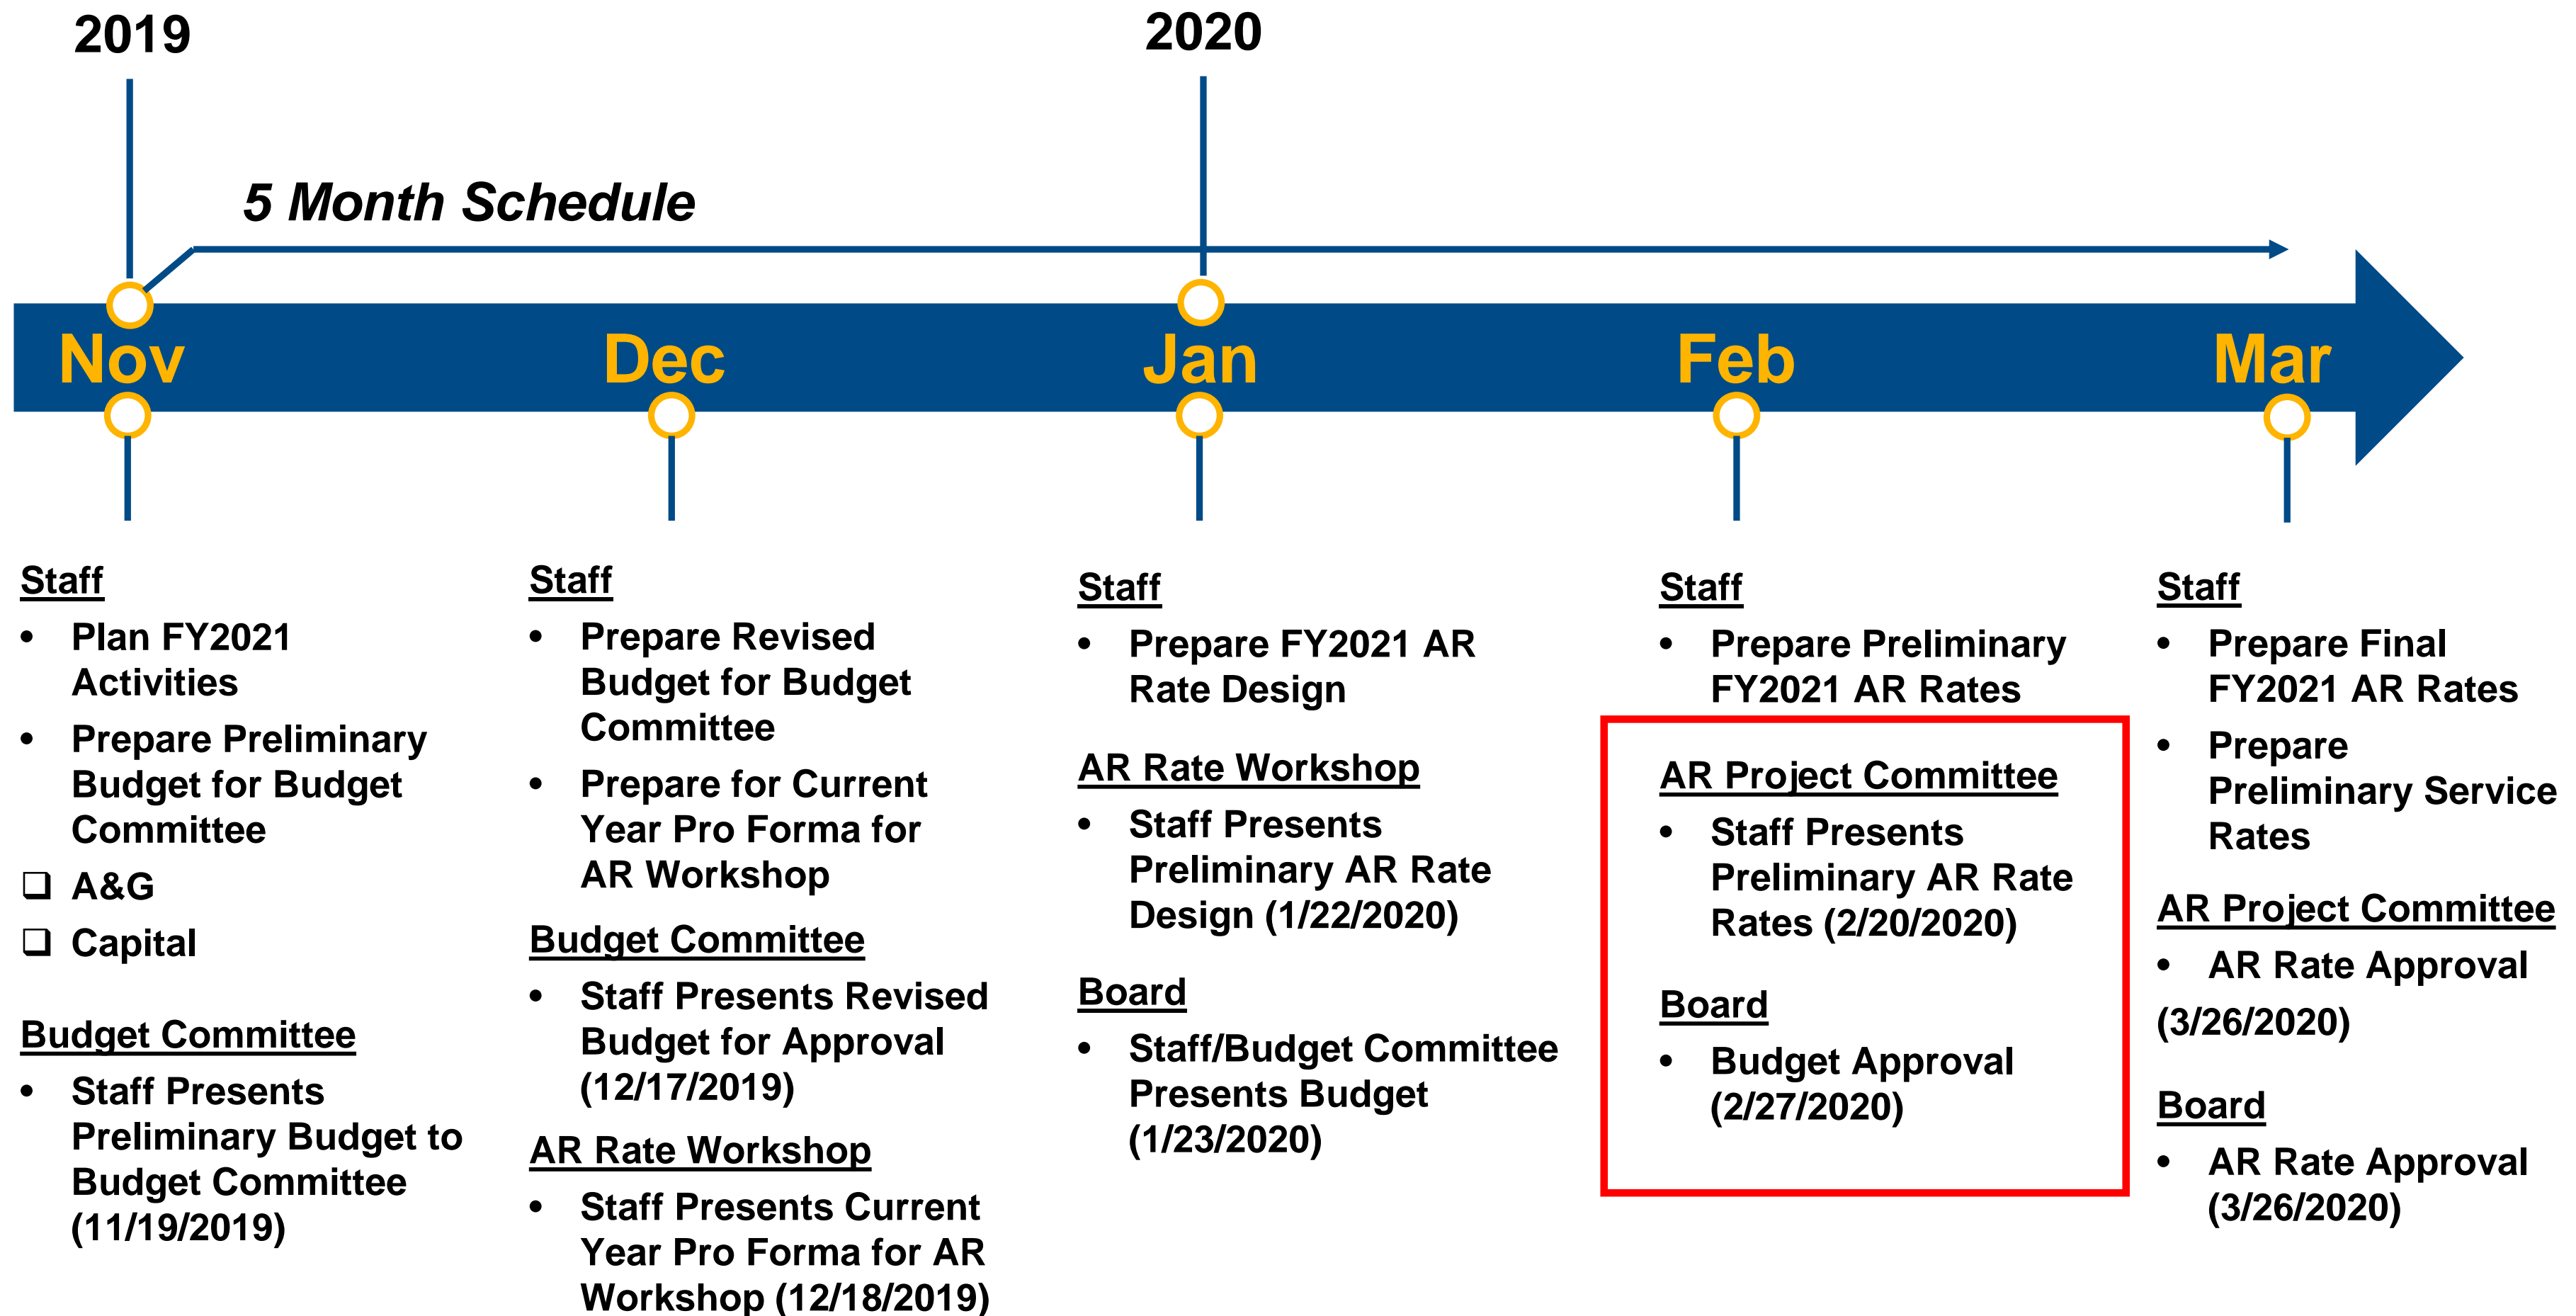 2019
2020
5 Month Schedule
Nov
Dec
Jan
Feb
Mar
Staff
• Plan FY2021
Activities
• Prepare Preliminary
Budget for Budget
Committee
❑ A&G
❑ Capital
Budget Committee
• Staff Presents
Preliminary Budget to
Budget Committee
(11/19/2019)
Staff
• Prepare Revised
Budget for Budget
Committee
• Prepare for Current
Year Pro Forma for
AR Workshop
Budget Committee
• Staff Presents Revised
Budget for Approval
(12/17/2019)
AR Rate Workshop
• Staff Presents Current
Year Pro Forma for AR
Workshop (12/18/2019)
Staff
• Prepare FY2021 AR
Rate Design
AR Rate Workshop
• Staff Presents
Preliminary AR Rate
Design (1/22/2020)
Board
• Staff/Budget Committee
Presents Budget
(1/23/2020)
Staff
• Prepare Preliminary
FY2021 AR Rates
AR Project Committee
• Staff Presents
Preliminary AR Rate
Rates (2/20/2020)
Board
• Budget Approval
(2/27/2020)
Staff
• Prepare Final
FY2021 AR Rates
• Prepare
Preliminary Service
Rates
AR Project Committee
• AR Rate Approval
(3/26/2020)
Board
• AR Rate Approval
(3/26/2020)